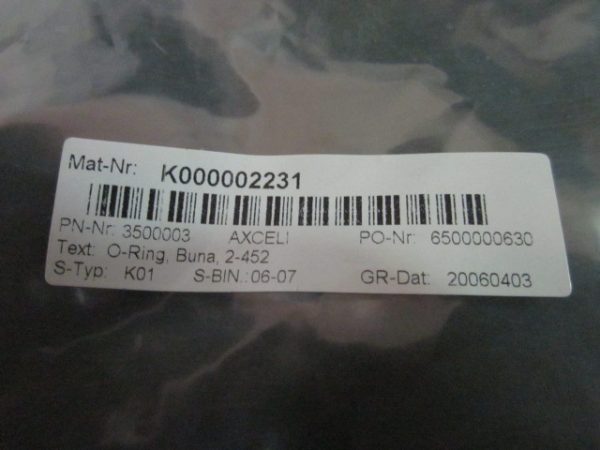 Mat-Nr: K000002231
PN-Nr: 3500003 AXCELI PO-Nr: 6500000630
Text: O-Ring, Buna, 2-452
S-Typ: K01 S-BIN.: 06-07 GR-Dat: 20060403